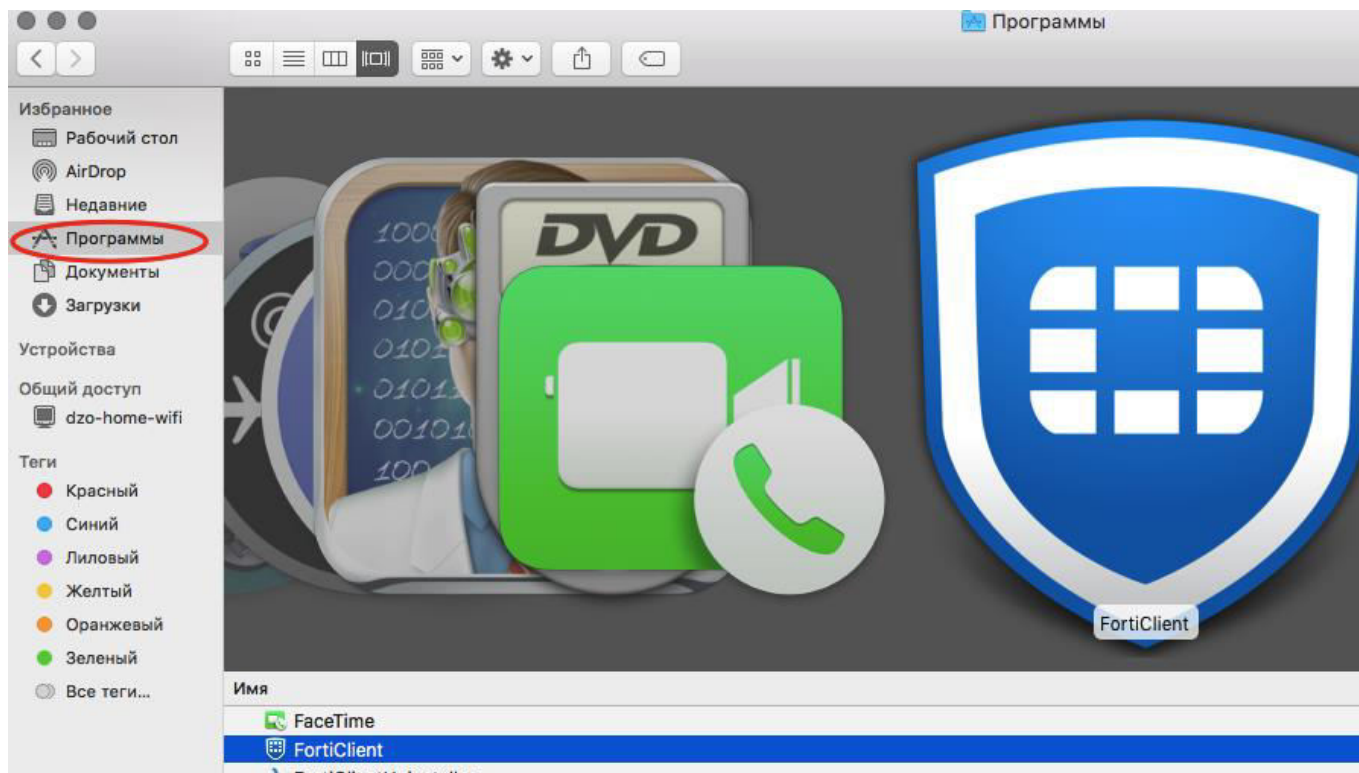 Программы
Избранное
Рабочий стол
AirDrop
Недавние
Программы
Документы
Загрузки
Устройства
Общий доступ
dzo-home-wifi
Теги
Красный
Синий
Лиловый
Желтый
Оранжевый
Зеленый
Все теги...
DVD
FortiClient
Имя
FaceTime
FortiClient